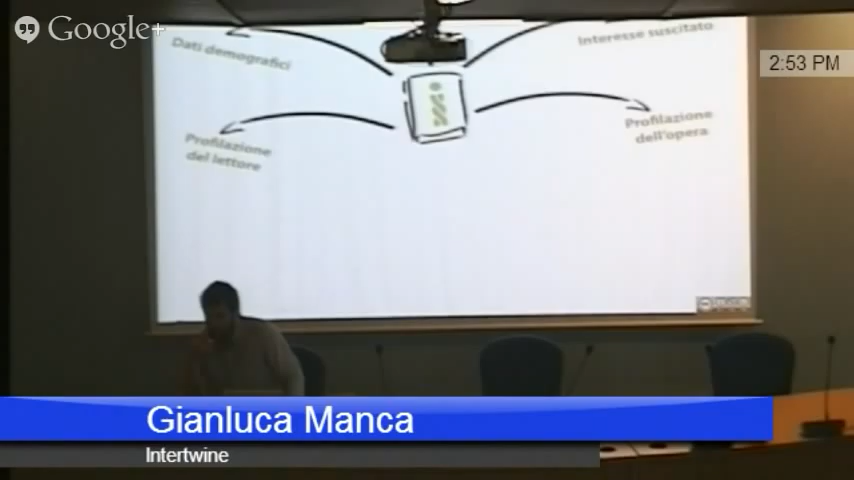 Google+
Dati demografici
Interesse suscitato
2:53 PM
Profilazione
del lettore
Profilazione
dell'opera
Gianluca Manca
Intertwine